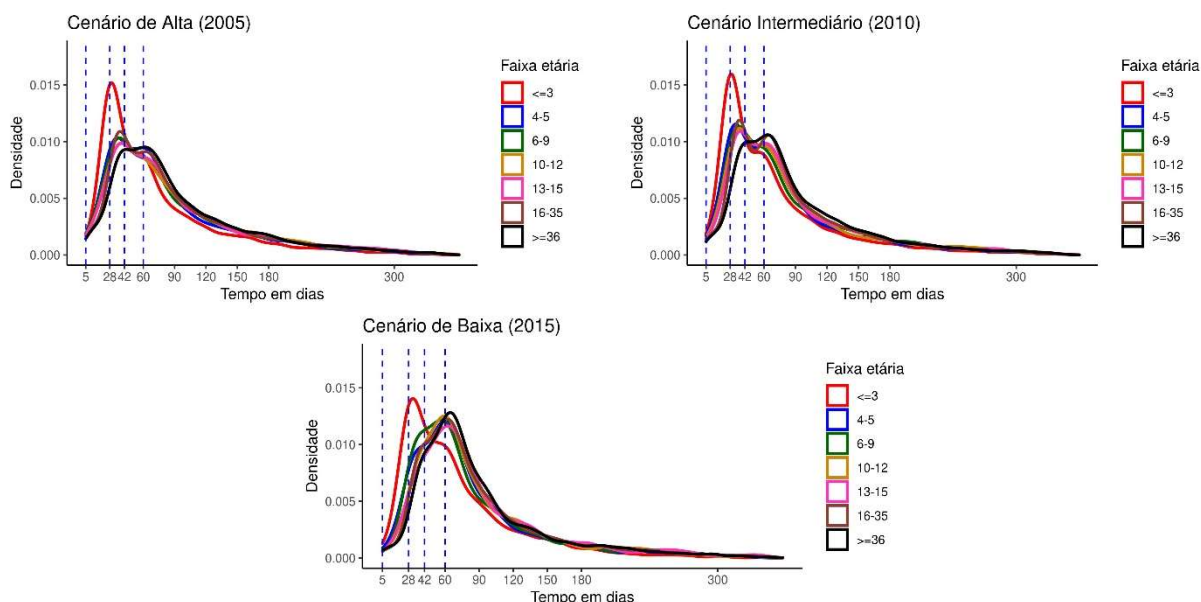 Cenário de Alta (2005)
Densidade
0.015
0.010
0.005
0.000
5 28 42 60 90 120 150 180 300
Tempo em dias
Faixa etária
<=3
4-5
6-9
10-12
13-15
16-35
>=36
Cenário Intermediário (2010)
Densidade
0.015
0.010
0.005
0.000
5 28 42 60 90 120 150 180 300
Tempo em dias
Faixa etária
<=3
4-5
6-9
10-12
13-15
16-35
>=36
Cenário de Baixa (2015)
Densidade
0.015
0.010
0.005
0.000
5 28 42 60 90 120 150 180 300
Tempo em dias
Faixa etária
<=3
4-5
6-9
10-12
13-15
16-35
>=36